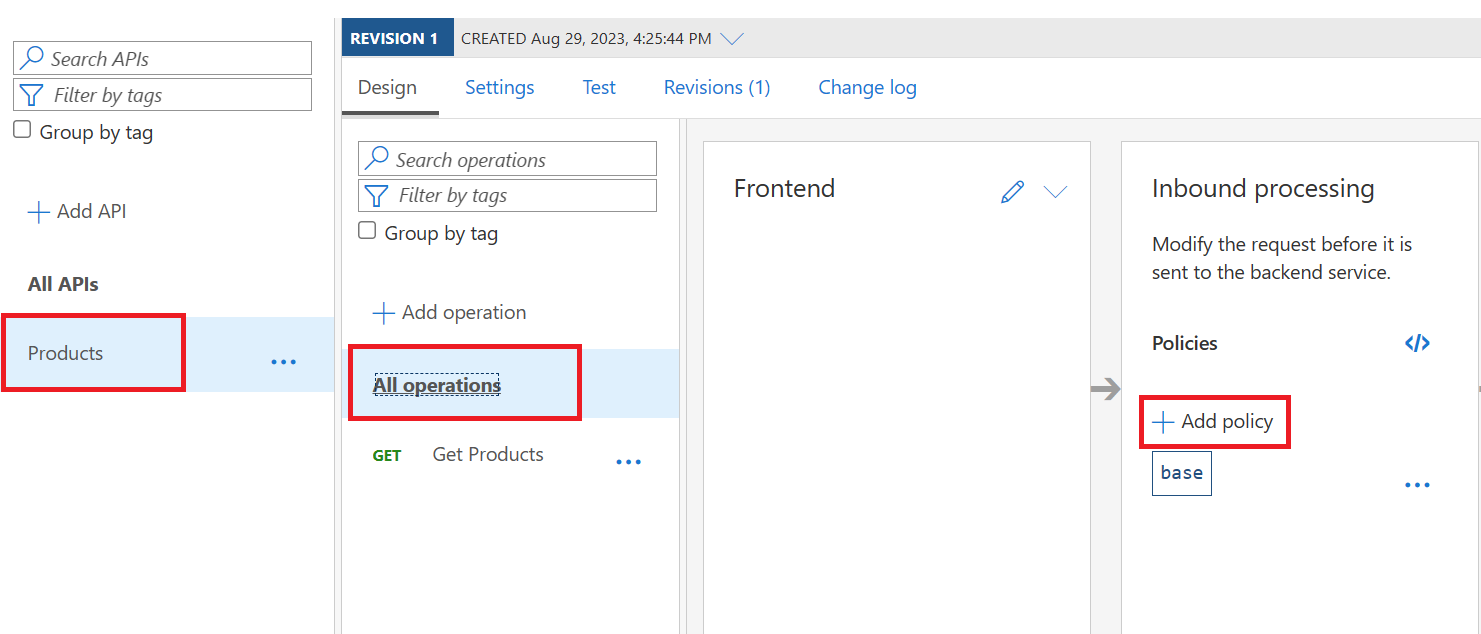 Search APIs
Filter by tags
Group by tag
Add API
All APIs
Products
REVISION 1 CREATED Aug 29, 2023, 4:25:44 PM
Design Settings Test Revisions (1) Change log
Search operations
Filter by tags
Group by tag
Add operation
All operations
GET Get Products
Frontend
Inbound processing
Modify the request before it is
sent to the backend service.
Policies </>
+ Add policy
base